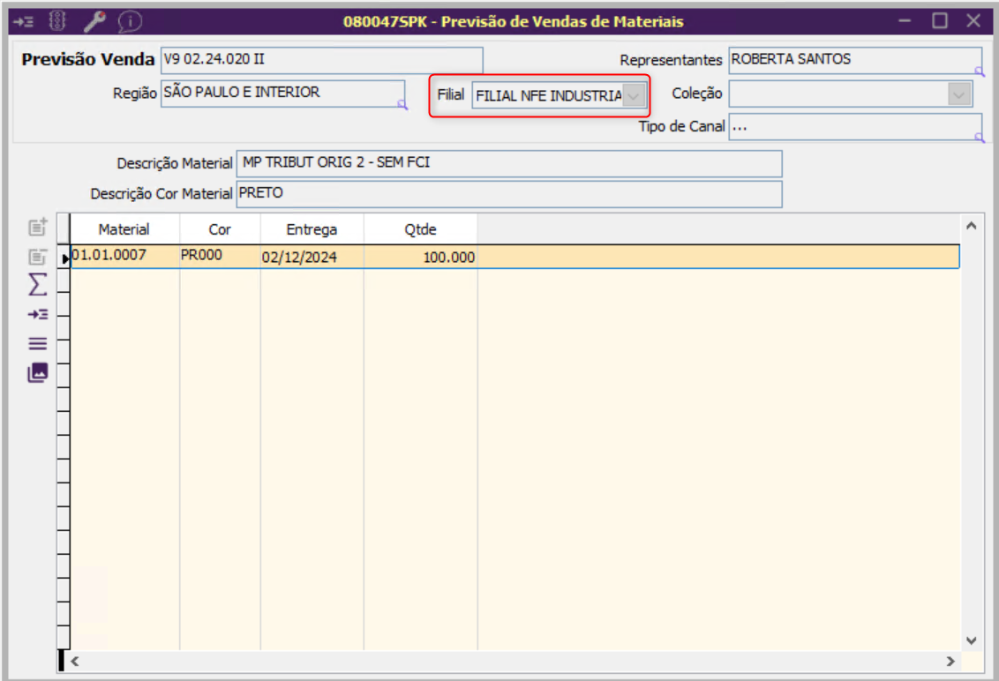 080047SPK - Previsão de Vendas de Materiais
Previsão Venda V9 02.24.020 II Representantes ROBERTA SANTOS
Região SÃO PAULO E INTERIOR Filial FILIAL NFE INDUSTRIA Coleção
Tipo de Canal ...
Descrição Material MP TRIBUT ORIG 2 - SEM FCI
Descrição Cor Material PRETO
Material Cor Entrega Qtde
01.01.0007 PR000 02/12/2024 100.000